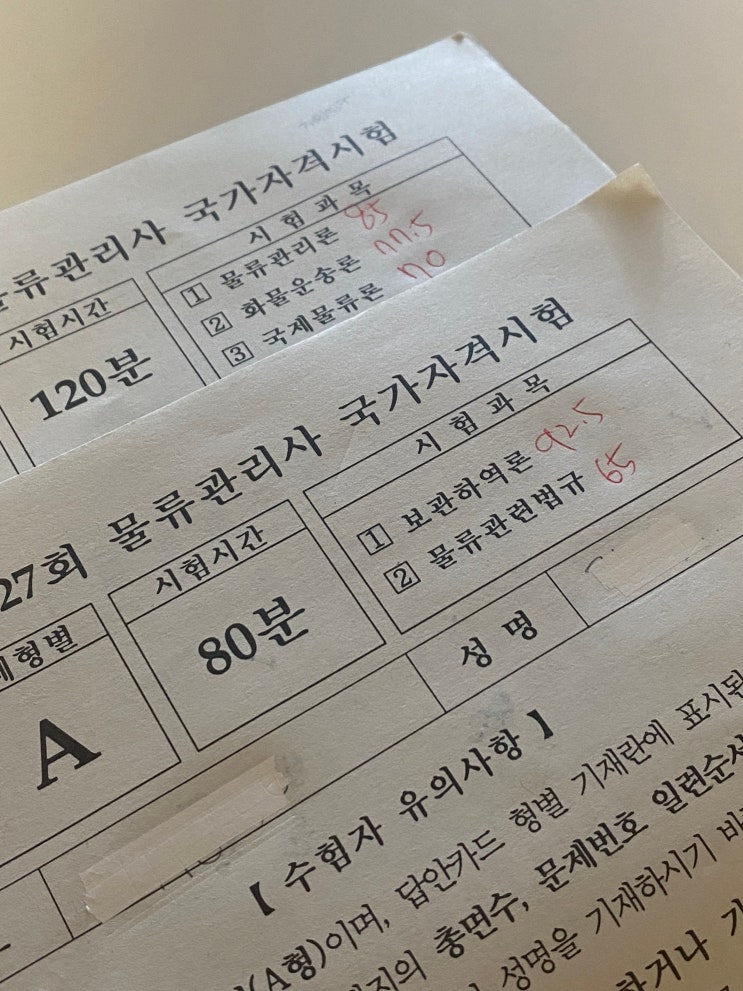 물류관리사 국가자격시험
시험시간
120분
시 험 과 목
1 물류관리론 85
2 화물운송론 77.5
3 국제물류론 70
27회 물류관리사 국가자격시험
형별
A
시험시간
80분
시 험 과 목
1 보관하역론 92.5
2 물류관련법규 65
성 명
【 수험자 유의사항 】
(A형)이며, 답안카드 형별 기재란에 표시된
총면수, 문제번호 일련순서
성명을 기재하시기